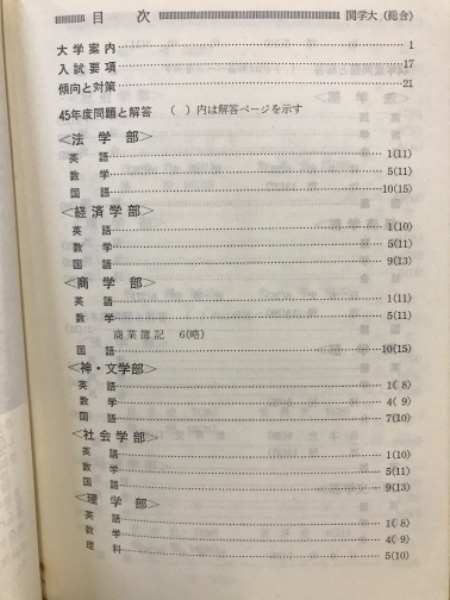 目 次 関学大 (総合)
大学案内 1
入試要項 17
傾向と対策 21
45年度問題と解答 ( )内は解答ページを示す
<法学部>
英語 1(11)
数学 5(11)
国語 10(15)
<経済学部>
英語 1(10)
数学 5(11)
国語 9(13)
<商学部>
英語 1(11)
数学 5(11)
商業簿記 6(略)
国語 10(15)
<神・文学部>
英語 1( 8)
数学 4( 9)
国語 7(10)
<社会学部>
英語 1(10)
数学 5(11)
国語 9(13)
<理学部>
英語 1( 8)
数学 4( 9)
理科 5(10)